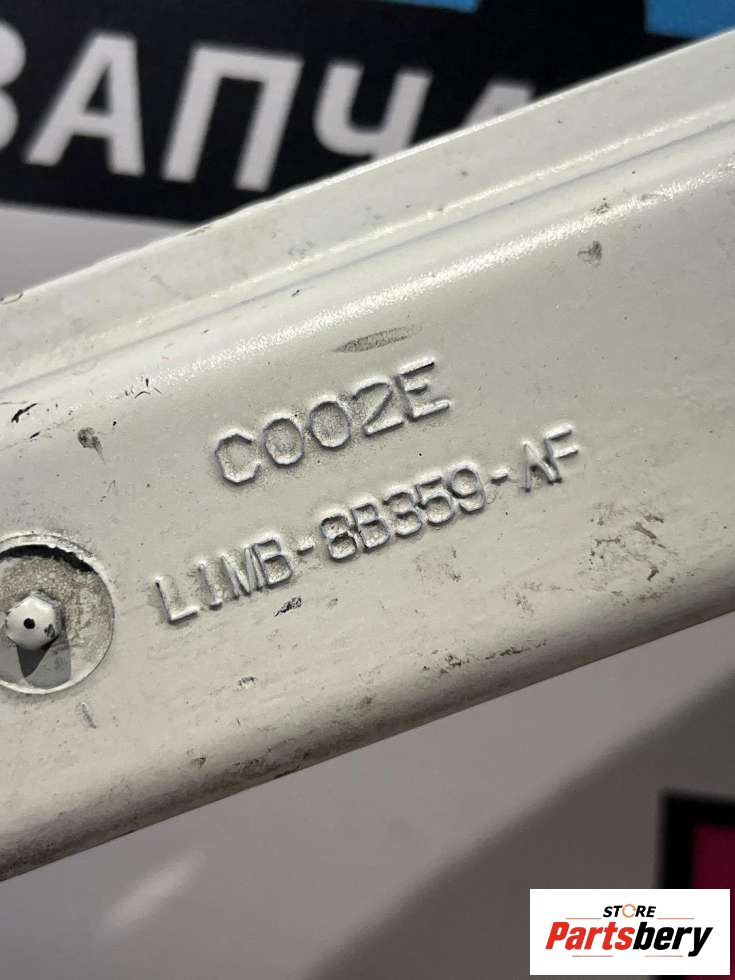 ЗАПЧА
C002E
L1MB-8B359-AF
STORE
Partsbery